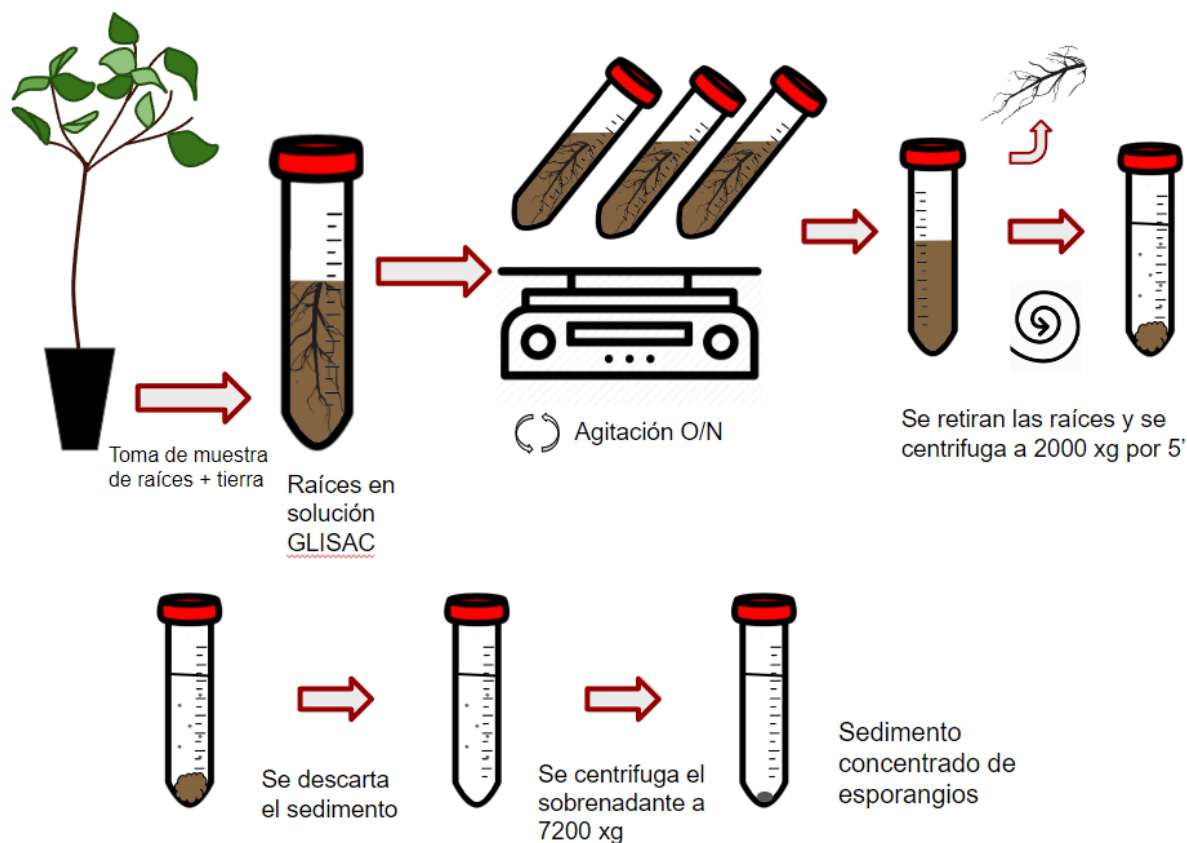 Toma de muestra
de raíces + tierra
Raíces en
solución
GLISAC
Agitación O/N
Se retiran las raíces y se
centrifuga a 2000 xg por 5’
Se descarta
el sedimento
Se centrifuga el
sobrenadante a
7200 xg
Sedimento
concentrado de
esporangios